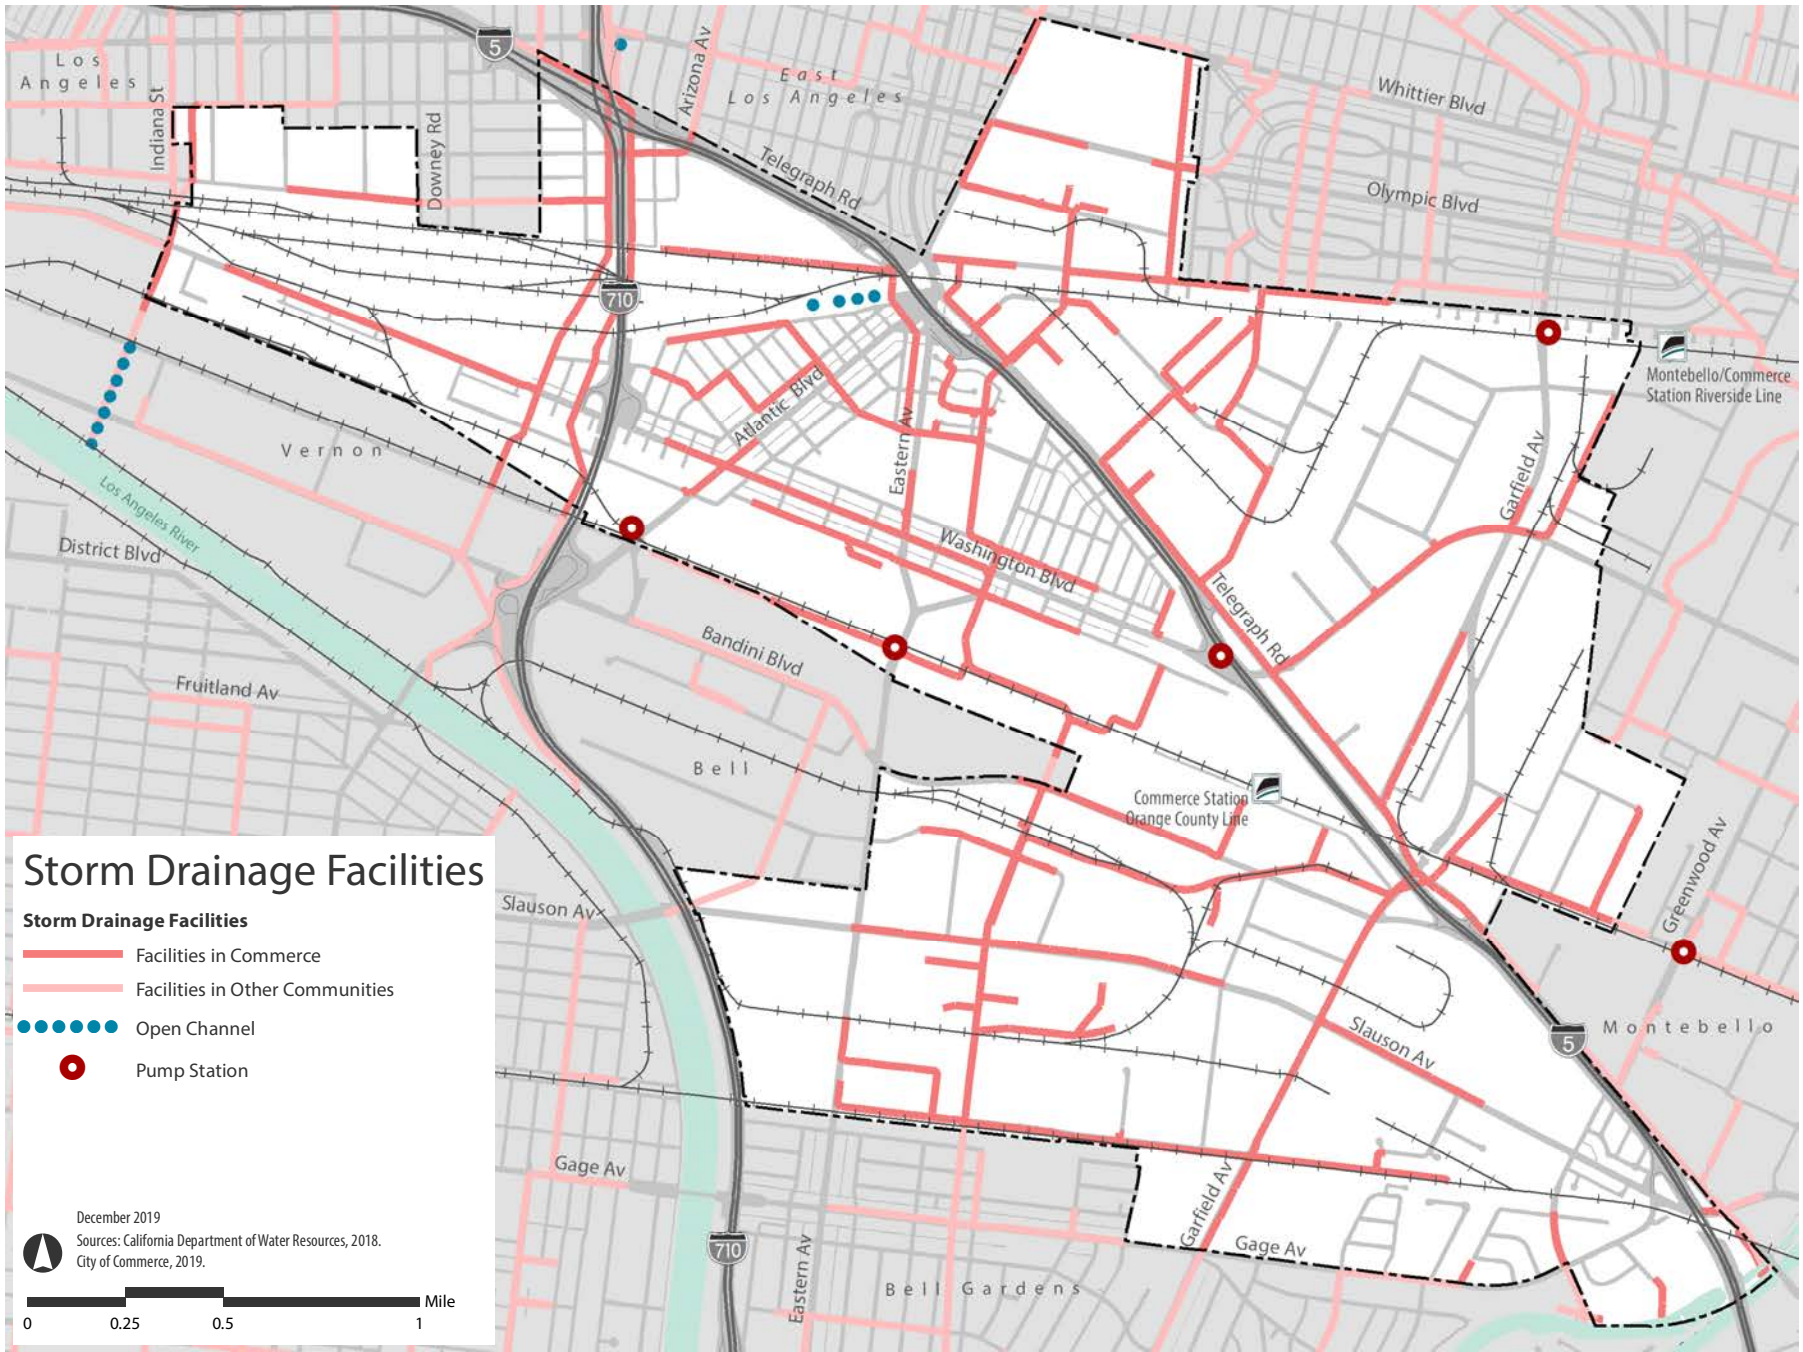 5
Los
Angeles
Indiana St
Downey Rd
Arizona Av
East
Los Angeles
Telegraph Rd
Whittier Blvd
Olympic Blvd
710
Montebello/Commerce
Station Riverside Line
Vernon
Los Angeles River
District Blvd
Atlantic Blvd
Eastern Av
Garfield Av
Washington Blvd
Telegraph Rd
Bandini Blvd
Fruitland Av
Bell
Commerce Station
Orange County Line
Greenwood Av
Slauson Av
Slauson Av
5
Montebello
Gage Av
710
Eastern Av
Bell Gardens
Garfield Av
Gage Av
Storm Drainage Facilities
Storm Drainage Facilities
Facilities in Commerce
Facilities in Other Communities
Open Channel
Pump Station
December 2019
Sources: California Department of Water Resources, 2018.
City of Commerce, 2019.
Mile
0 0.25 0.5 1